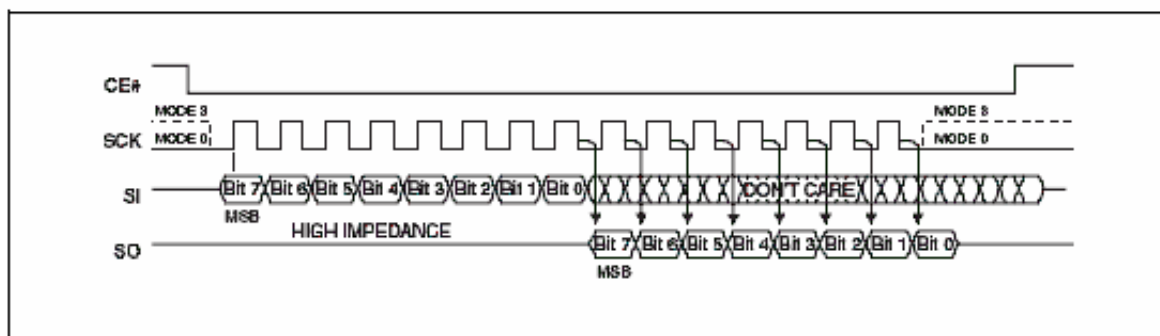 CE#
MODE 3 MODE 3
SCK MODE 0 MODE 0
SI Bit 7 Bit 6 Bit 5 Bit 4 Bit 3 Bit 2 Bit 1 Bit 0 DON'T CARE
MSB
HIGH IMPEDANCE
SO Bit 7 Bit 6 Bit 5 Bit 4 Bit 3 Bit 2 Bit 1 Bit 0
MSB